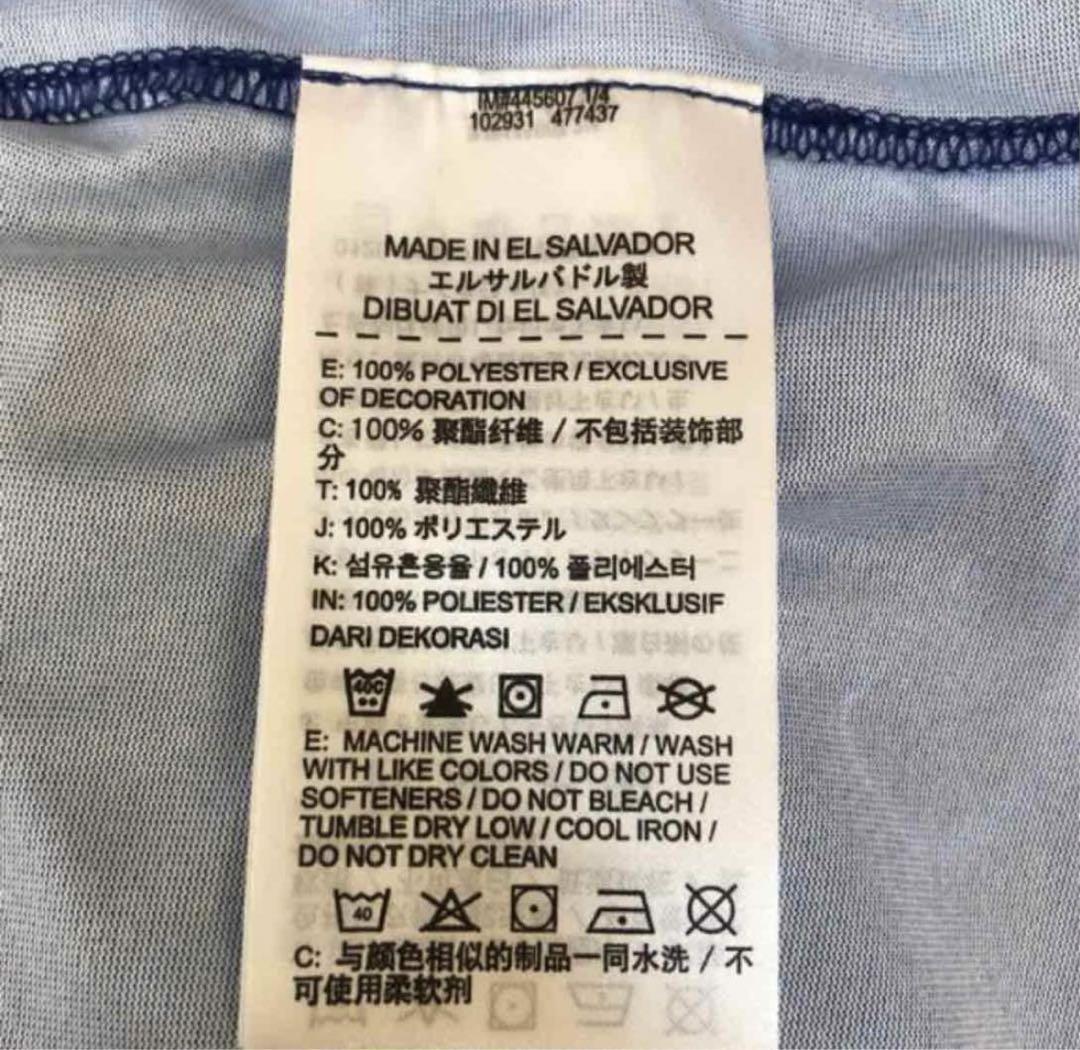 IM#445607 1/4
102931 477437
MADE IN EL SALVADOR
エルサルバドル製
DIBUAT DI EL SALVADOR
E: 100% POLYESTER / EXCLUSIVE
OF DECORATION
C: 100% 聚酯纤维 / 不包括装饰部
分
T: 100% 聚酯纖維
J: 100% ポリエステル
K: 섬유혼용율 / 100% 폴리에스터
IN: 100% POLIESTER / EKSKLUSIF
DARI DEKORASI
40C
E: MACHINE WASH WARM / WASH
WITH LIKE COLORS / DO NOT USE
SOFTENERS / DO NOT BLEACH /
TUMBLE DRY LOW / COOL IRON /
DO NOT DRY CLEAN
40
C: 与颜色相似的制品一同水洗 / 不
可使用柔软剂